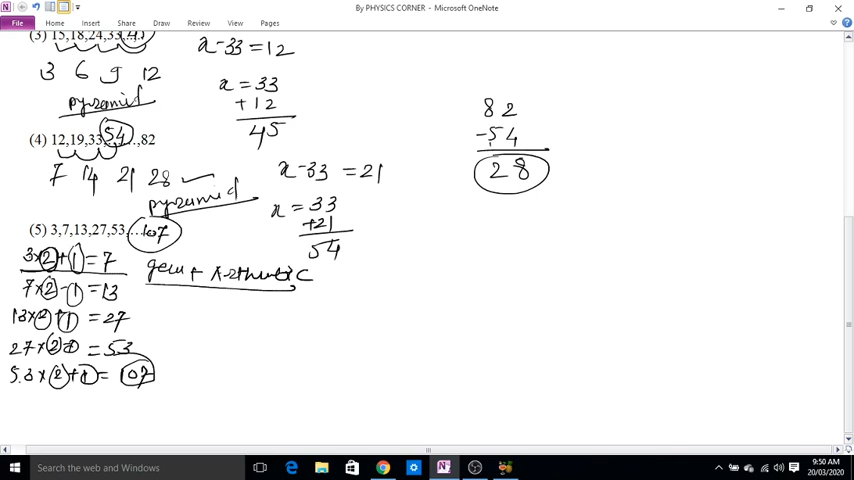 By PHYSICS CORNER - Microsoft OneNote
File Home Insert Draw History Review View Pages
(3) 15,18,24,33,
3 6 9 12
pyramid
x-33 =12
x = 33
+12
45
(4) 12,19,33,54,...,82
7 14 21 28
pyramid
x-33 =21
x = 33
+21
54
82
-54
28
(5) 3,7,13,27,53,...107
3×2+1=7
7×2-1=13
13×2+1=27
27×2-1=53
53×2+1=107
Search the web and Windows
9:50 AM
20/03/2020